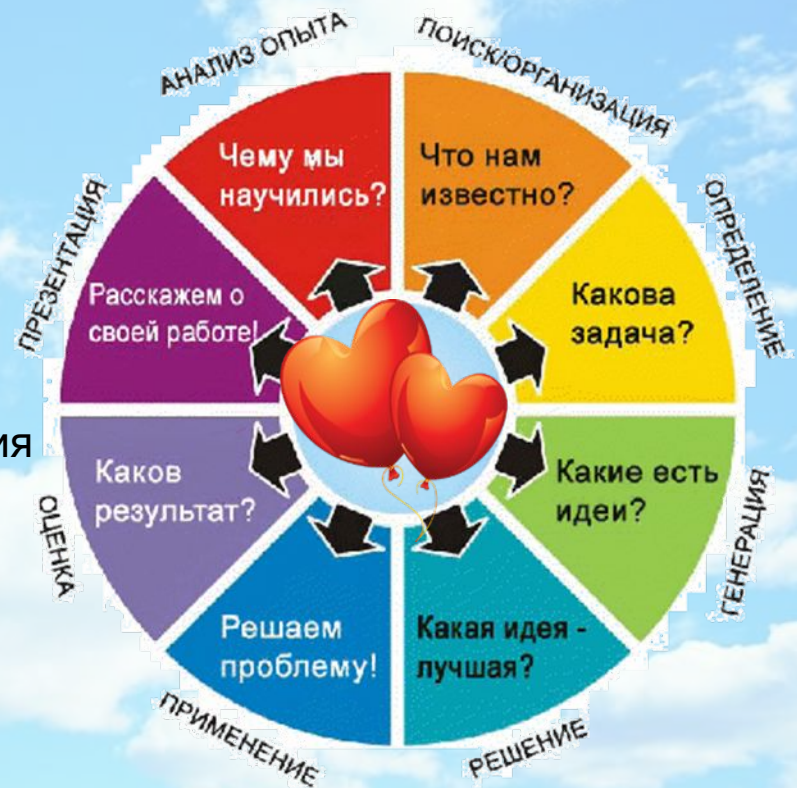 АНАЛИЗ ОПЫТА
ПОИСК/ОРГАНИЗАЦИЯ
Чему мы
научились?
Что нам
известно?
ПРЕЗЕНТАЦИЯ
ОПРЕДЕЛЕНИЕ
Расскажем о
своей работе!
Какова
задача?
ия
Каков
результат?
Какие есть
идеи?
ОЦЕНКА
ГЕНЕРАЦИЯ
Решаем
проблему!
Какая идея -
лучшая?
ПРИМЕНЕНИЕ
РЕШЕНИЕ